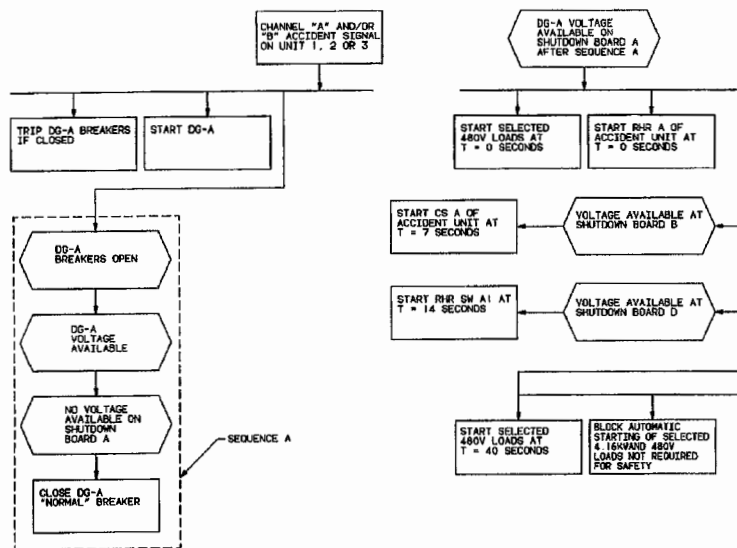 CHANNEL "A" AND/OR
"B" ACCIDENT SIGNAL
ON UNIT 1, 2 OR 3
TRIP DG-A BREAKERS
IF CLOSED
START DG-A
DG-A
BREAKERS OPEN
DG-A
VOLTAGE
AVAILABLE
NO VOLTAGE
AVAILABLE ON
SHUTDOWN
BOARD A
CLOSE DG-A
"NORMAL" BREAKER
SEQUENCE A
DG-A VOLTAGE
AVAILABLE ON
SHUTDOWN BOARD A
AFTER SEQUENCE A
START SELECTED
480V LOADS AT
T = 0 SECONDS
START RHR A OF
ACCIDENT UNIT AT
T = 0 SECONDS
START CS A OF
ACCIDENT UNIT AT
T = 7 SECONDS
VOLTAGE AVAILABLE AT
SHUTDOWN BOARD B
START RHR SW A1 AT
T = 14 SECONDS
VOLTAGE AVAILABLE AT
SHUTDOWN BOARD D
START SELECTED
480V LOADS AT
T = 40 SECONDS
BLOCK AUTOMATIC
STARTING OF SELECTED
4.16KVAND 480V
LOADS NOT REQUIRED
FOR SAFETY